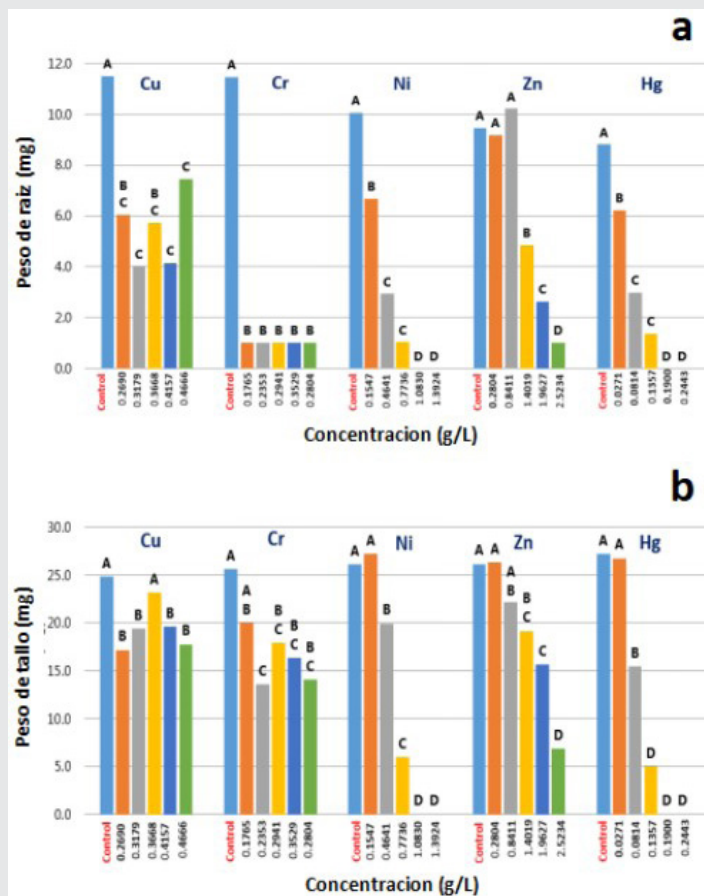 a
12.0
10.0
8.0
6.0
4.0
2.0
0.0
Peso de raiz (mg)
Cu Cr Ni Zn Hg
A B C C B C C C
A B B B B B
A B C C D D
A A A B C D
A B C C D D
Control 0.2690 0.3179 0.3668 0.4157 0.4666
Control 0.1765 0.2353 0.2941 0.3529 0.2804
Control 0.1547 0.4641 0.7736 1.0830 1.3924
Control 0.2804 0.8411 1.4019 1.9627 2.5234
Control 0.0271 0.0814 0.1357 0.1900 0.2443
Concentracion (g/L)
b
30.0
25.0
20.0
15.0
10.0
5.0
0.0
Peso de tallo (mg)
Cu Cr Ni Zn Hg
A B B A B B
A A B C B C B C B C
A A B C D D
A A A B B C C D
A A B D D D
Control 0.2690 0.3179 0.3668 0.4157 0.4666
Control 0.1765 0.2353 0.2941 0.3529 0.2804
Control 0.1547 0.4641 0.7736 1.0830 1.3924
Control 0.2804 0.8411 1.4019 1.9627 2.5234
Control 0.0271 0.0814 0.1357 0.1900 0.2443
Concentracion (g/L)